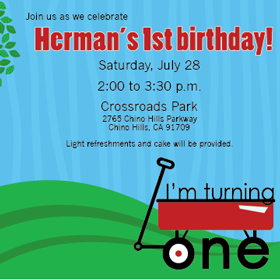 Join us as we celebrate
Herman's 1st birthday!
Saturday, July 28
2:00 to 3:30 p.m.
Crossroads Park
2765 Chino Hills Parkway
Chino Hills, CA 91709
Light refreshments and cake will be provided.
I'm turning
one